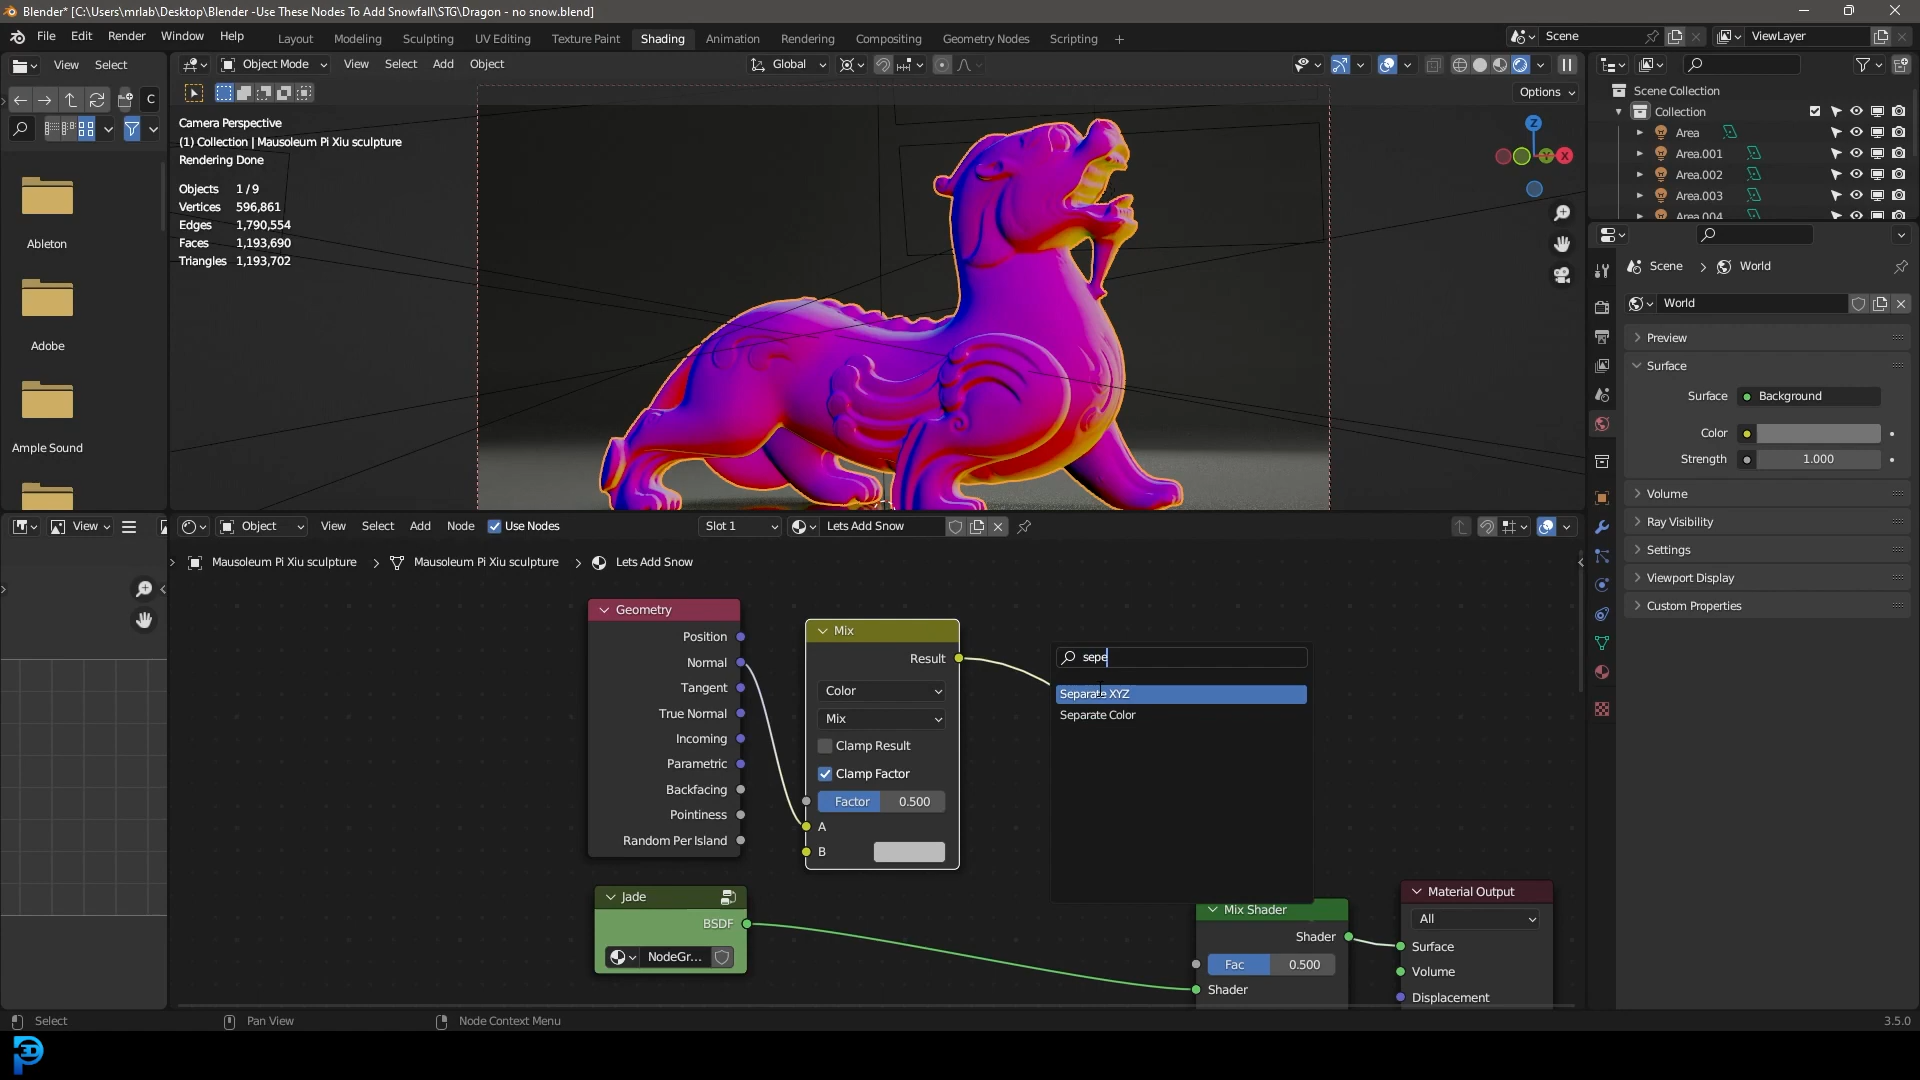 Blender* [C:\Users\mrlab\Desktop\Blender -Use These Nodes To Add Snowfall\STG\Dragon - no snow.blend]
File Edit Render Window Help
Layout Modeling Sculpting UV Editing Texture Paint Shading Animation Rendering Compositing Geometry Nodes Scripting +
Scene
ViewLayer
View Select
Object Mode View Select Add Object
Global
Options
C
Camera Perspective
(1) Collection | Mausoleum Pi Xiu sculpture
Rendering Done
Objects 1/9
Vertices 596,861
Edges 1,790,554
Faces 1,193,690
Triangles 1,193,702
Z
Y
X
Ableton
Adobe
Ample Sound
Scene Collection
Collection
Area
Area.001
Area.002
Area.003
Area.004
Scene > World
World
Preview
Surface
Surface Background
Color
Strength 1.000
Volume
Ray Visibility
Settings
Viewport Display
Custom Properties
View
Object View Select Add Node Use Nodes
Slot 1
Lets Add Snow
Mausoleum Pi Xiu sculpture > Mausoleum Pi Xiu sculpture > Lets Add Snow
Geometry
Position
Normal
Tangent
True Normal
Incoming
Parametric
Backfacing
Pointiness
Random Per Island
Mix
Result
Color
Mix
Clamp Result
Clamp Factor
Factor 0.500
A
B
sepe
Separate XYZ
Separate Color
Jade
BSDF
NodeGr...
Mix Shader
Shader
Fac 0.500
Shader
Material Output
All
Surface
Volume
Displacement
Select
Pan View
Node Context Menu
3.5.0